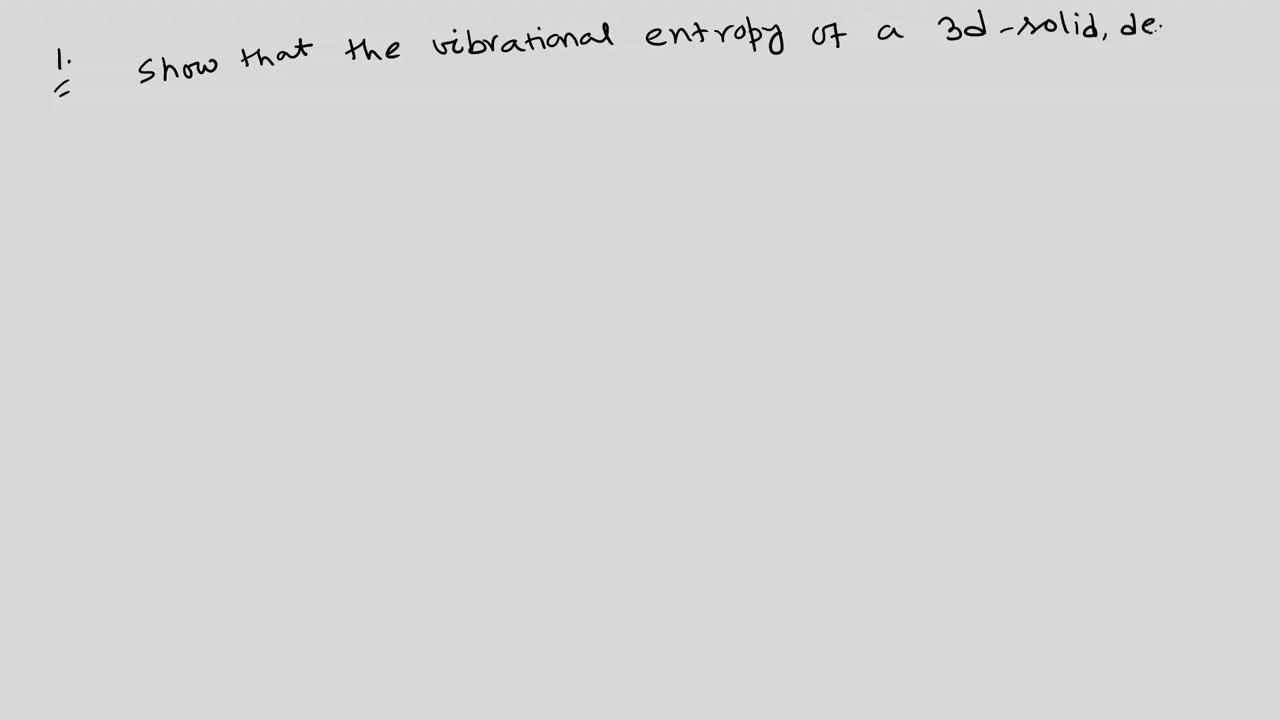 1. Show that the vibrational entropy of a 3d-solid, de